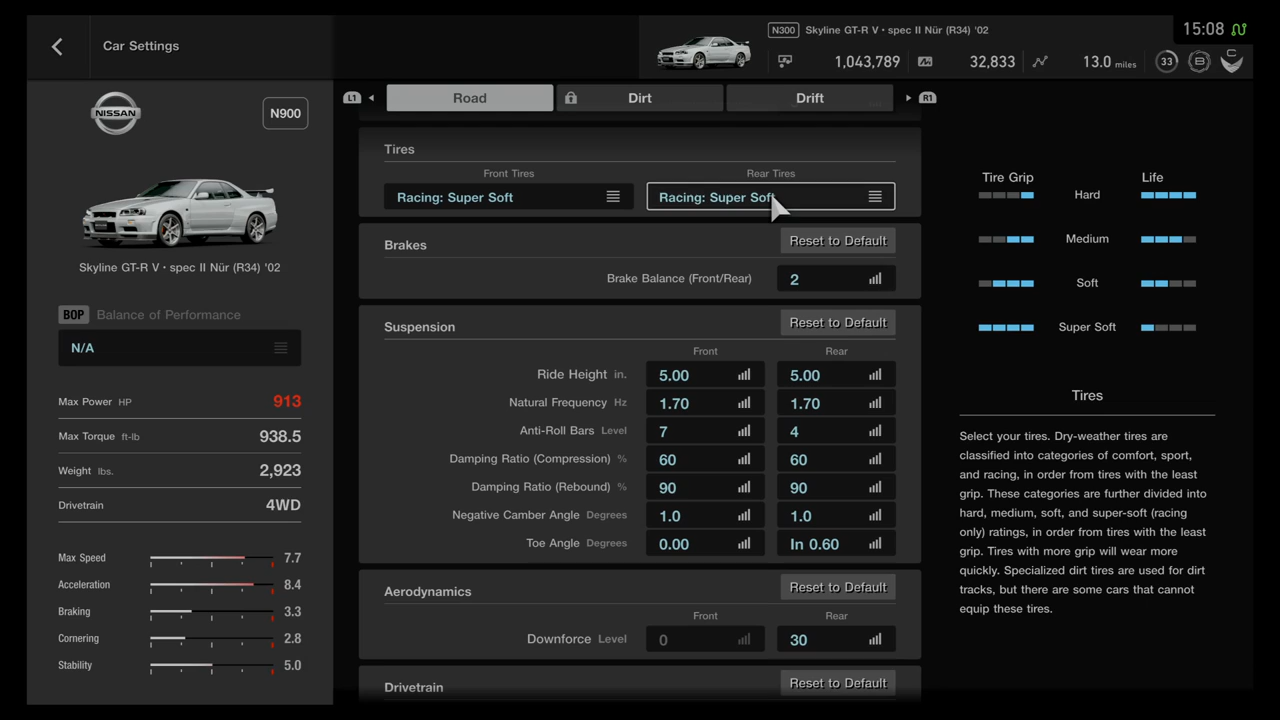 Car Settings
N300 Skyline GT-R V・spec II Nür (R34) '02
15:08
1,043,789 32,833 13.0 miles 33 B C
NISSAN
N900
Skyline GT-R V・spec II Nür (R34) '02
BOP Balance of Performance
N/A
Max Power HP 913
Max Torque ft-lb 938.5
Weight lbs. 2,923
Drivetrain 4WD
Max Speed 7.7
Acceleration 8.4
Braking 3.3
Cornering 2.8
Stability 5.0
L1 Road Dirt Drift R1
Tires
Front Tires Rear Tires
Racing: Super Soft Racing: Super Soft
Brakes Reset to Default
Brake Balance (Front/Rear) 2
Suspension Reset to Default
Front Rear
Ride Height in. 5.00 5.00
Natural Frequency Hz 1.70 1.70
Anti-Roll Bars Level 7 4
Damping Ratio (Compression) % 60 60
Damping Ratio (Rebound) % 90 90
Negative Camber Angle Degrees 1.0 1.0
Toe Angle Degrees 0.00 In 0.60
Aerodynamics Reset to Default
Front Rear
Downforce Level 0 30
Drivetrain Reset to Default
Tire Grip Life
Hard
Medium
Soft
Super Soft
Tires
Select your tires. Dry-weather tires are
classified into categories of comfort, sport,
and racing, in order from tires with the least
grip. These categories are further divided into
hard, medium, soft, and super-soft (racing
only) ratings, in order from tires with the least
grip. Tires with more grip will wear more
quickly. Specialized dirt tires are used for dirt
tracks, but there are some cars that cannot
equip these tires.